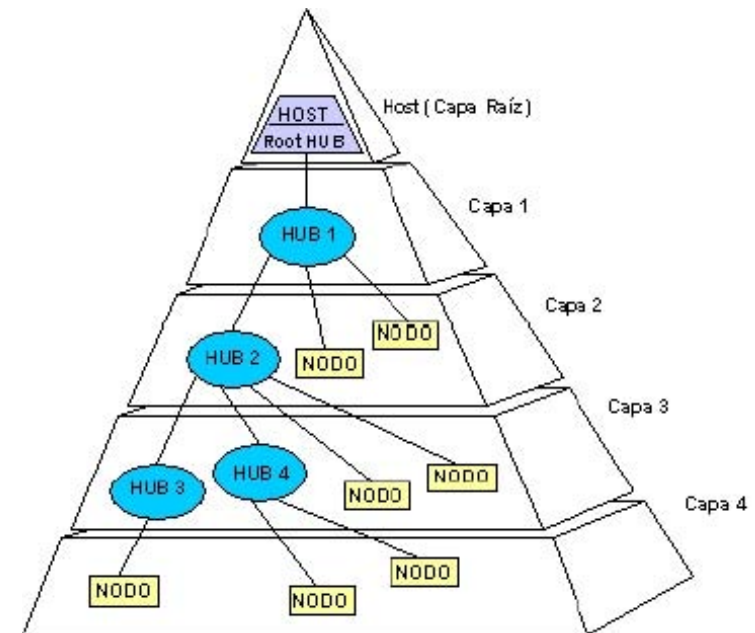 Host (Capa Raíz)
HOST
Root HUB
Capa 1
HUB 1
Capa 2
NODO
HUB 2
NODO
Capa 3
HUB 4
NODO
HUB 3
NODO
Capa 4
NODO
NODO
NODO